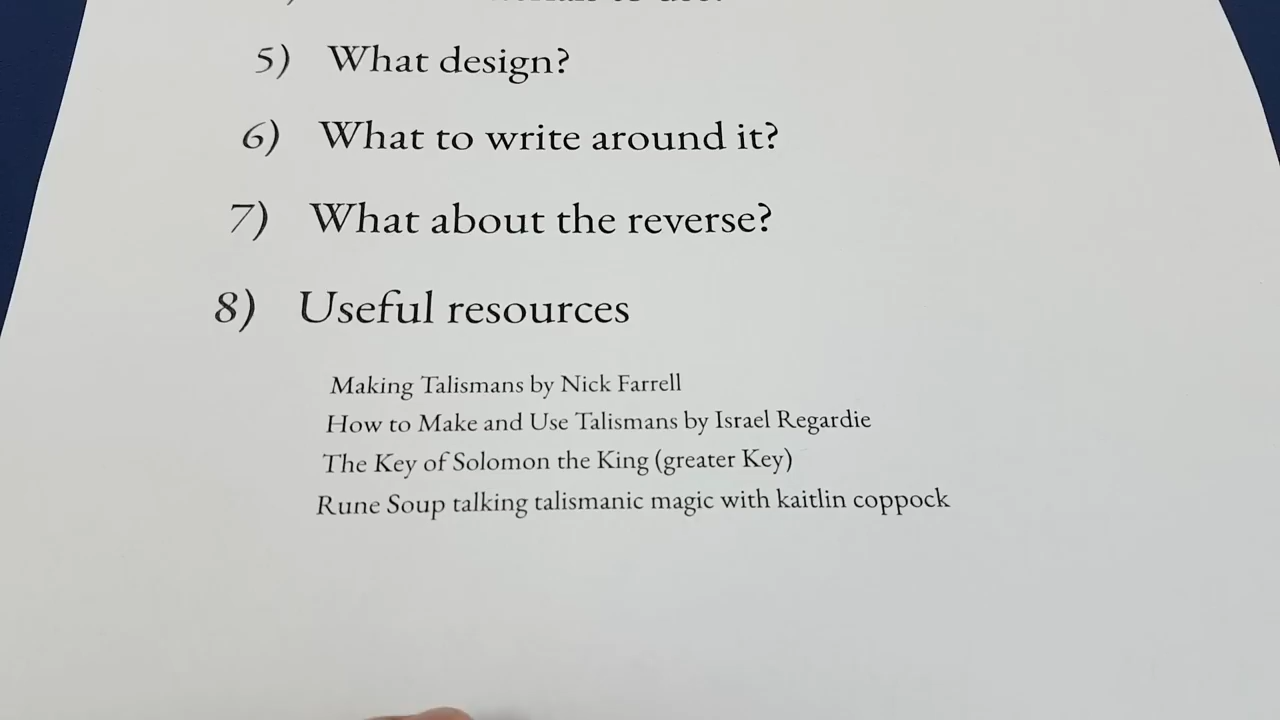 5) What design?
6) What to write around it?
7) What about the reverse?
8) Useful resources
Making Talismans by Nick Farrell
How to Make and Use Talismans by Israel Regardie
The Key of Solomon the King (greater Key)
Rune Soup talking talismanic magic with kaitlin coppock